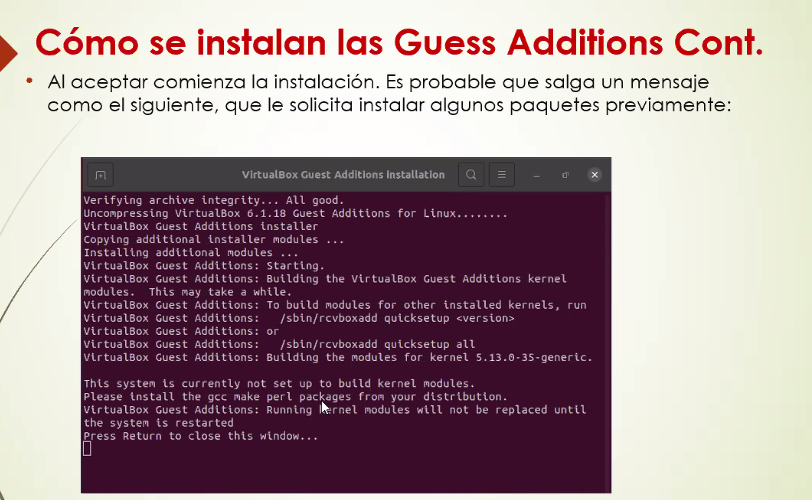 Cómo se instalan las Guess Additions Cont.
Al aceptar comienza la instalación. Es probable que salga un mensaje
como el siguiente, que le solicita instalar algunos paquetes previamente:
VirtualBox Guest Additions installation
Verifying archive integrity... All good.
Uncompressing VirtualBox 6.1.18 Guest Additions for Linux........
VirtualBox Guest Additions installer
Copying additional installer modules ...
Installing additional modules ...
VirtualBox Guest Additions: Starting.
VirtualBox Guest Additions: Building the VirtualBox Guest Additions kernel
modules.  This may take a while.
VirtualBox Guest Additions: To build modules for other installed kernels, run
VirtualBox Guest Additions:   /sbin/rcvboxadd quicksetup <version>
VirtualBox Guest Additions: or
VirtualBox Guest Additions:   /sbin/rcvboxadd quicksetup all
VirtualBox Guest Additions: Building the modules for kernel 5.13.0-35-generic.
This system is currently not set up to build kernel modules.
Please install the gcc make perl packages from your distribution.
VirtualBox Guest Additions: Running kernel modules will not be replaced until
the system is restarted
Press Return to close this window...